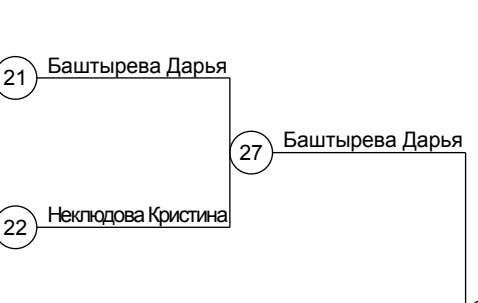 21 Баштырева Дарья
27 Баштырева Дарья
22 Неклюдова Кристина